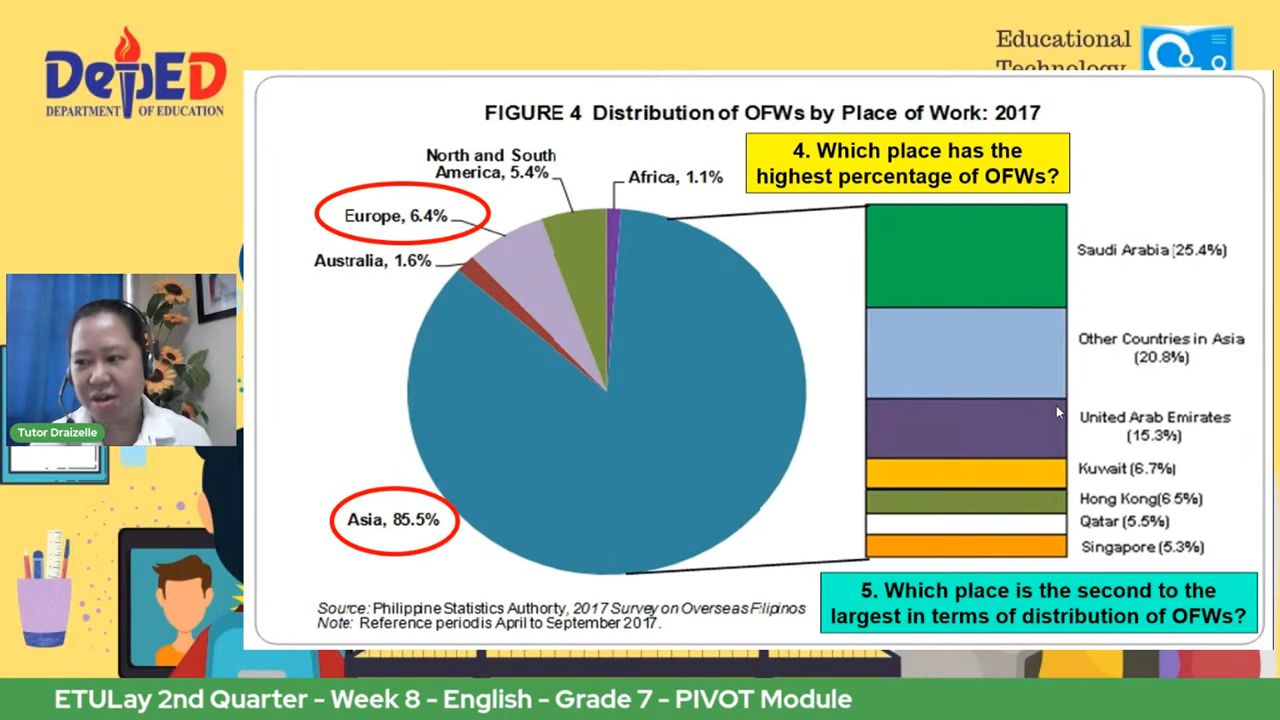 DepED
DEPARTMENT OF EDUCATION
Educational
Technology
FIGURE 4 Distribution of OFWs by Place of Work: 2017
4. Which place has the
highest percentage of OFWs?
North and South
America, 5.4%
Africa, 1.1%
Europe, 6.4%
Australia, 1.6%
Asia, 85.5%
Saudi Arabia (25.4%)
Other Countries in Asia
(20.8%)
United Arab Emirates
(15.3%)
Kuwait (6.7%)
Hong Kong(6.5%)
Qatar (5.5%)
Singapore (5.3%)
Tutor Draizelle
Source: Philippine Statistics Authorty, 2017 Survey on Overseas Filipinos
Note: Reference period is April to September 2017.
5. Which place is the second to the
largest in terms of distribution of OFWs?
ETULay 2nd Quarter - Week 8 - English - Grade 7 - PIVOT Module